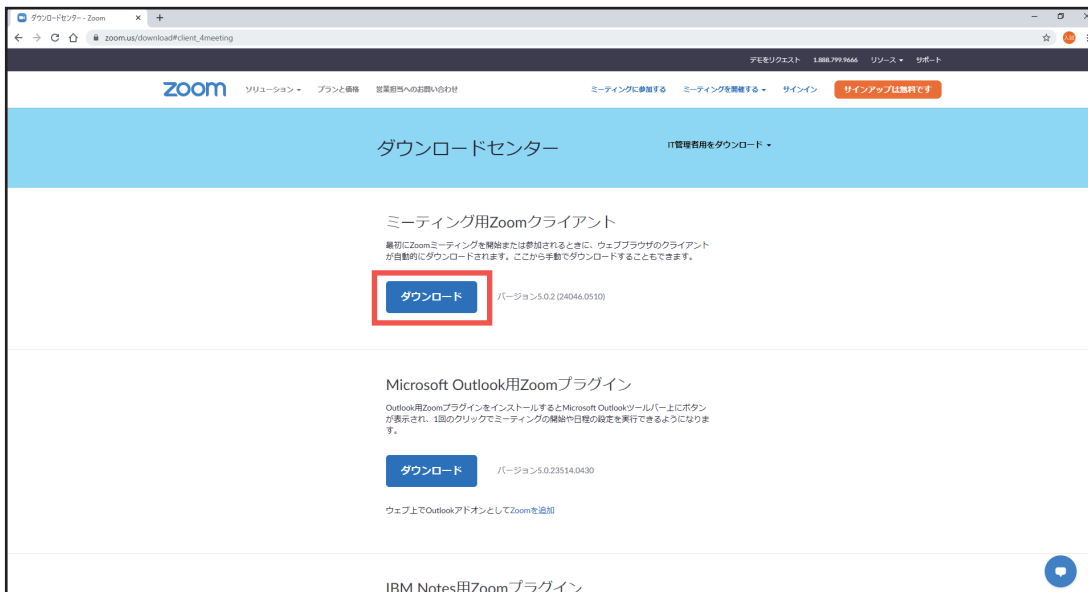 ダウンロードセンター - Zoom
zoom.us/download#client_4meeting
デモをリクエスト 1.888.799.9666 リソース サポート
zoom ソリューション プランと価格 営業担当へのお問い合わせ ミーティングに参加する ミーティングを開催する サインイン サインアップは無料です
ダウンロードセンター IT管理者用をダウンロード
ミーティング用Zoomクライアント
最初にZoomミーティングを開始または参加されるときに、ウェブブラウザのクライアント
が自動的にダウンロードされます。ここから手動でダウンロードすることもできます。
ダウンロード バージョン5.0.2 (24046.0510)
Microsoft Outlook用Zoomプラグイン
Outlook用ZoomプラグインをインストールするとMicrosoft Outlookツールバー上にボタン
が表示され、1回のクリックでミーティングの開始や日程の設定を実行できるようになりま
す。
ダウンロード バージョン5.0.23514.0430
ウェブ上でOutlookアドオンとしてZoomを追加
IBM Notes用Zoomプラグイン